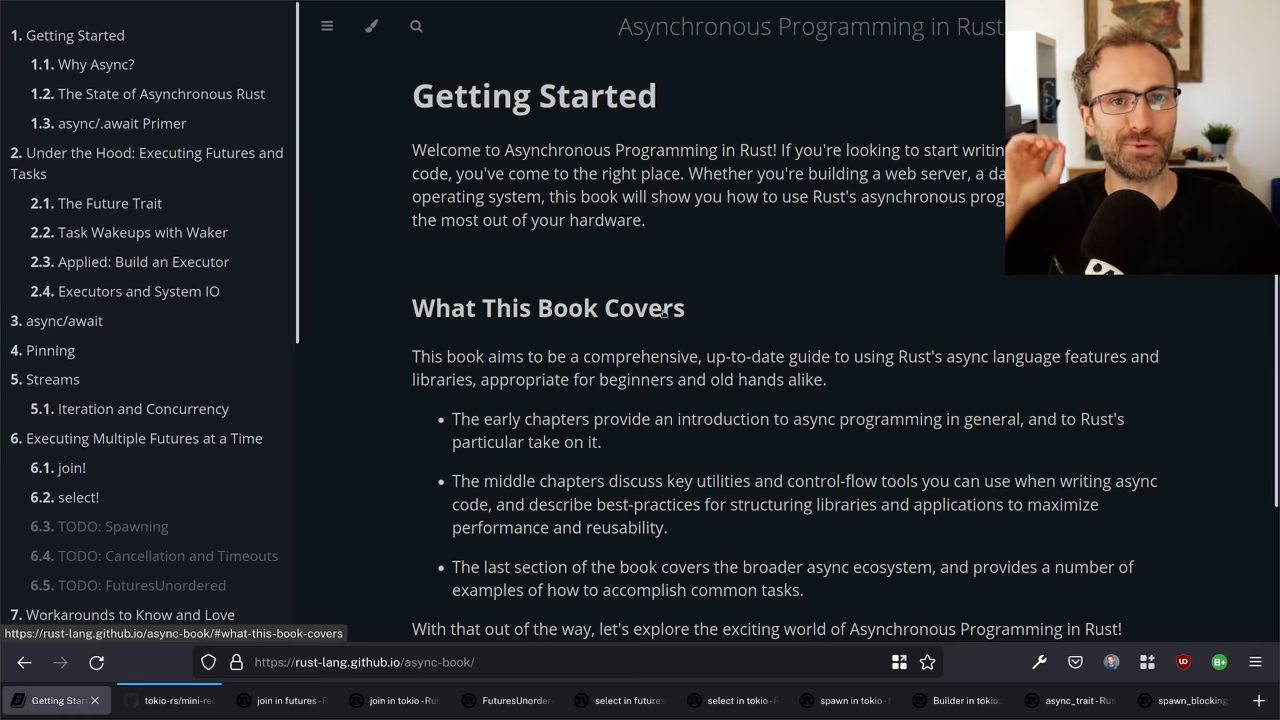 1. Getting Started
1.1. Why Async?
1.2. The State of Asynchronous Rust
1.3. async/.await Primer
2. Under the Hood: Executing Futures and
Tasks
2.1. The Future Trait
2.2. Task Wakeups with Waker
2.3. Applied: Build an Executor
2.4. Executors and System IO
3. async/await
4. Pinning
5. Streams
5.1. Iteration and Concurrency
6. Executing Multiple Futures at a Time
6.1. join!
6.2. select!
6.3. TODO: Spawning
6.4. TODO: Cancellation and Timeouts
6.5. TODO: FuturesUnordered
7. Workarounds to Know and Love
https://rust-lang.github.io/async-book/#what-this-book-covers
Asynchronous Programming in Rust
Getting Started
Welcome to Asynchronous Programming in Rust! If you're looking to start writin
code, you've come to the right place. Whether you're building a web server, a da
operating system, this book will show you how to use Rust's asynchronous prog
the most out of your hardware.
What This Book Covers
This book aims to be a comprehensive, up-to-date guide to using Rust's async language features and
libraries, appropriate for beginners and old hands alike.
• The early chapters provide an introduction to async programming in general, and to Rust's
particular take on it.
• The middle chapters discuss key utilities and control-flow tools you can use when writing async
code, and describe best-practices for structuring libraries and applications to maximize
performance and reusability.
• The last section of the book covers the broader async ecosystem, and provides a number of
examples of how to accomplish common tasks.
With that out of the way, let's explore the exciting world of Asynchronous Programming in Rust!
https://rust-lang.github.io/async-book/
B+
Getting Star
tokio-rs/mini-re
join in futures - R
join in tokio - Rus
FuturesUnorder
select in futures
select in tokio - R
spawn in tokio -
Builder in tokio:
async_trait - Rus
spawn_blocking